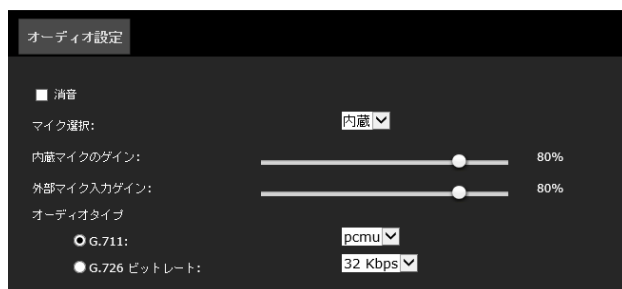 オーディオ設定
消音
マイク選択: 内蔵
内蔵マイクのゲイン: 80%
外部マイク入力ゲイン: 80%
オーディオタイプ
G.711: pcmu
G.726 ビットレート: 32 Kbps